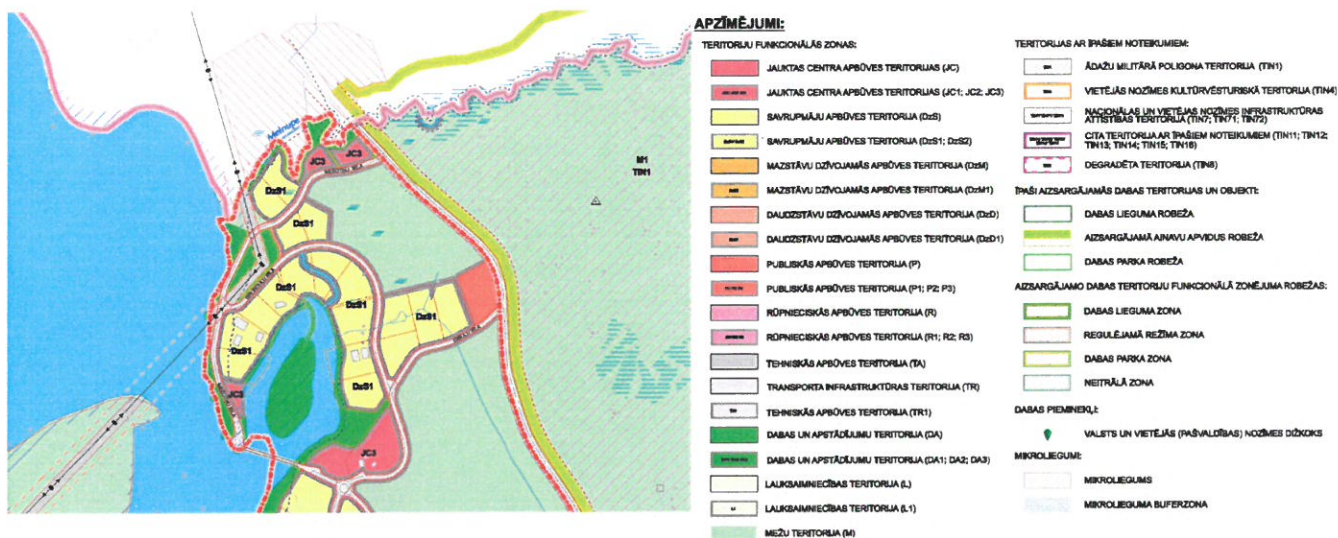 Melnupe
JC3
JC3
M1
TIN1
DzS1
DzS1
DzS1
DzS1
DzS1
DzS1
DzS1
JC3
JC3
APZĪMĒJUMI:
TERITORIJU FUNKCIONĀLĀS ZONAS:
JAUKTAS CENTRA APBŪVES TERITORIJAS (JC)
JAUKTAS CENTRA APBŪVES TERITORIJAS (JC1; JC2; JC3)
SAVRUPMĀJU APBŪVES TERITORIJA (DzS)
SAVRUPMĀJU APBŪVES TERITORIJA (DzS1; DzS2)
MAZSTĀVU DZĪVOJAMĀS APBŪVES TERITORIJA (DzM)
MAZSTĀVU DZĪVOJAMĀS APBŪVES TERITORIJA (DzM1)
DAUDZSTĀVU DZĪVOJAMĀS APBŪVES TERITORIJA (DzD)
DAUDZSTĀVU DZĪVOJAMĀS APBŪVES TERITORIJA (DzD1)
PUBLISKĀS APBŪVES TERITORIJA (P)
PUBLISKĀS APBŪVES TERITORIJA (P1; P2; P3)
RŪPNIECISKĀS APBŪVES TERITORIJA (R)
RŪPNIECISKĀS APBŪVES TERITORIJA (R1; R2; R3)
TEHNISKĀS APBŪVES TERITORIJA (TA)
TRANSPORTA INFRASTRUKTŪRAS TERITORIJA (TR)
TEHNISKĀS APBŪVES TERITORIJA (TR1)
DABAS UN APSTĀDĪJUMU TERITORIJA (DA)
DABAS UN APSTĀDĪJUMU TERITORIJA (DA1; DA2; DA3)
LAUKSAIMNIECĪBAS TERITORIJA (L)
LAUKSAIMNIECĪBAS TERITORIJA (L1)
MEŽU TERITORIJA (M)
TERITORIJAS AR ĪPAŠIEM NOTEIKUMIEM:
ĀDAŽU MILITĀRĀ POLIGONA TERITORIJA (TIN1)
VIETĒJĀS NOZĪMES KULTŪRVĒSTURISKĀ TERITORIJA (TIN4)
NACIONĀLAS UN VIETĒJĀS NOZĪMES INFRASTRUKTŪRAS
ATTĪSTĪBAS TERITORIJA (TIN7; TIN71; TIN72)
CITA TERITORIJA AR ĪPAŠIEM NOTEIKUMIEM (TIN11; TIN12;
TIN13; TIN14; TIN15; TIN16)
DEGRADĒTA TERITORIJA (TIN8)
ĪPAŠI AIZSARGĀJAMĀS DABAS TERITORIJAS UN OBJEKTI:
DABAS LIEGUMA ROBEŽA
AIZSARGĀJAMĀ AINAVU APVIDUS ROBEŽA
DABAS PARKA ROBEŽA
AIZSARGĀJAMO DABAS TERITORIJU FUNKCIONĀLĀ ZONĒJUMA ROBEŽAS:
DABAS LIEGUMA ZONA
REGULĒJAMĀ REŽĪMA ZONA
DABAS PARKA ZONA
NEITRĀLĀ ZONA
DABAS PIEMINEKĻI:
VALSTS UN VIETĒJĀS (PAŠVALDĪBAS) NOZĪMES DIŽKOKS
MIKROLIEGUMI:
MIKROLIEGUMS
MIKROLIEGUMA BUFERZONA